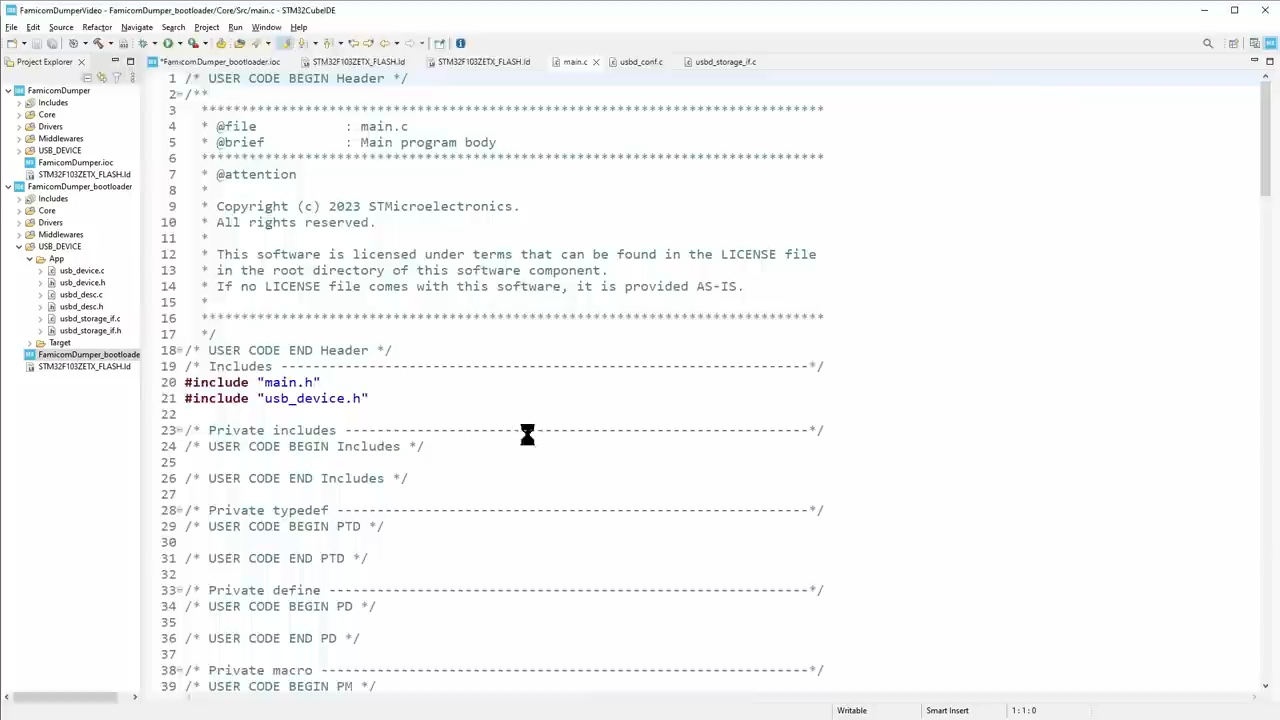 FamicomDumperVideo - FamicomDumper_bootloader/Core/Src/main.c - STM32CubeIDE
File Edit Source Refactor Navigate Search Project Run Window Help
Project Explorer
*FamicomDumper_bootloader.ioc STM32F103ZETX_FLASH.ld STM32F103ZETX_FLASH.ld main.c usbd_conf.c usbd_storage_if.c
FamicomDumper
Includes
Core
Drivers
Middlewares
USB_DEVICE
FamicomDumper.ioc
STM32F103ZETX_FLASH.ld
FamicomDumper_bootloader
Includes
Core
Drivers
Middlewares
USB_DEVICE
App
usb_device.c
usb_device.h
usbd_desc.c
usbd_desc.h
usbd_storage_if.c
usbd_storage_if.h
Target
FamicomDumper_bootloade
STM32F103ZETX_FLASH.ld
1 /* USER CODE BEGIN Header */
2 /**
3 ******************************************************************************
4 * @file : main.c
5 * @brief : Main program body
6 ******************************************************************************
7 * @attention
8 *
9 * Copyright (c) 2023 STMicroelectronics.
10 * All rights reserved.
11 *
12 * This software is licensed under terms that can be found in the LICENSE file
13 * in the root directory of this software component.
14 * If no LICENSE file comes with this software, it is provided AS-IS.
15 *
16 ******************************************************************************
17 */
18 /* USER CODE END Header */
19 /* Includes ------------------------------------------------------------------*/
20 #include "main.h"
21 #include "usb_device.h"
22
23 /* Private includes ----------------------------------------------------------*/
24 /* USER CODE BEGIN Includes */
25
26 /* USER CODE END Includes */
27
28 /* Private typedef -----------------------------------------------------------*/
29 /* USER CODE BEGIN PTD */
30
31 /* USER CODE END PTD */
32
33 /* Private define ------------------------------------------------------------*/
34 /* USER CODE BEGIN PD */
35
36 /* USER CODE END PD */
37
38 /* Private macro -------------------------------------------------------------*/
39 /* USER CODE BEGIN PM */
Writable Smart Insert 1 : 1 : 0